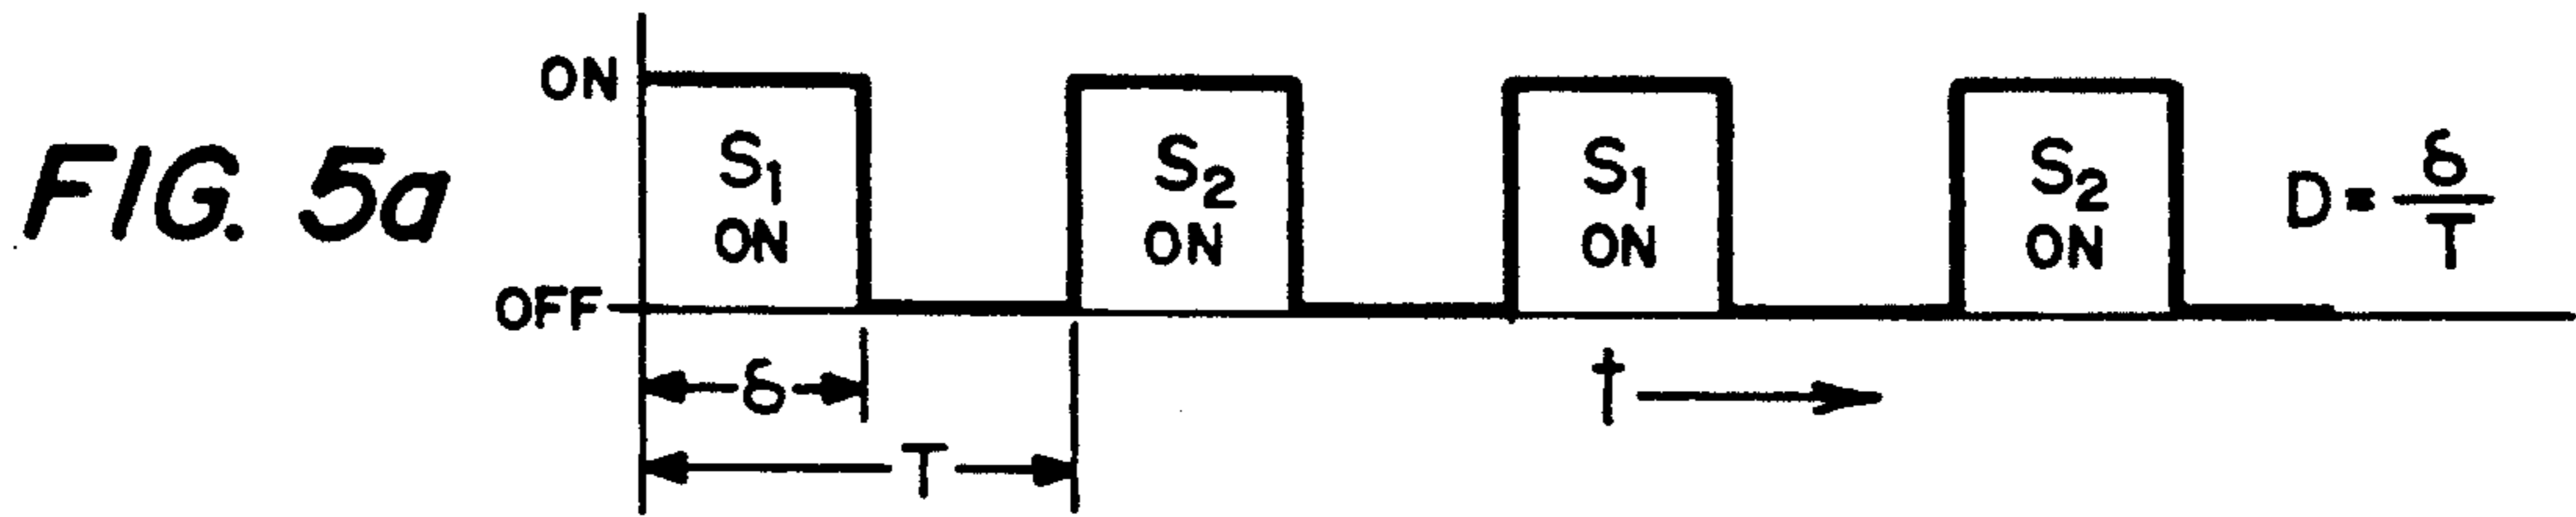 FIG. 5a
ON
OFF
S₁
ON
S₂
ON
S₁
ON
S₂
ON
D = δ/T
δ
T
t